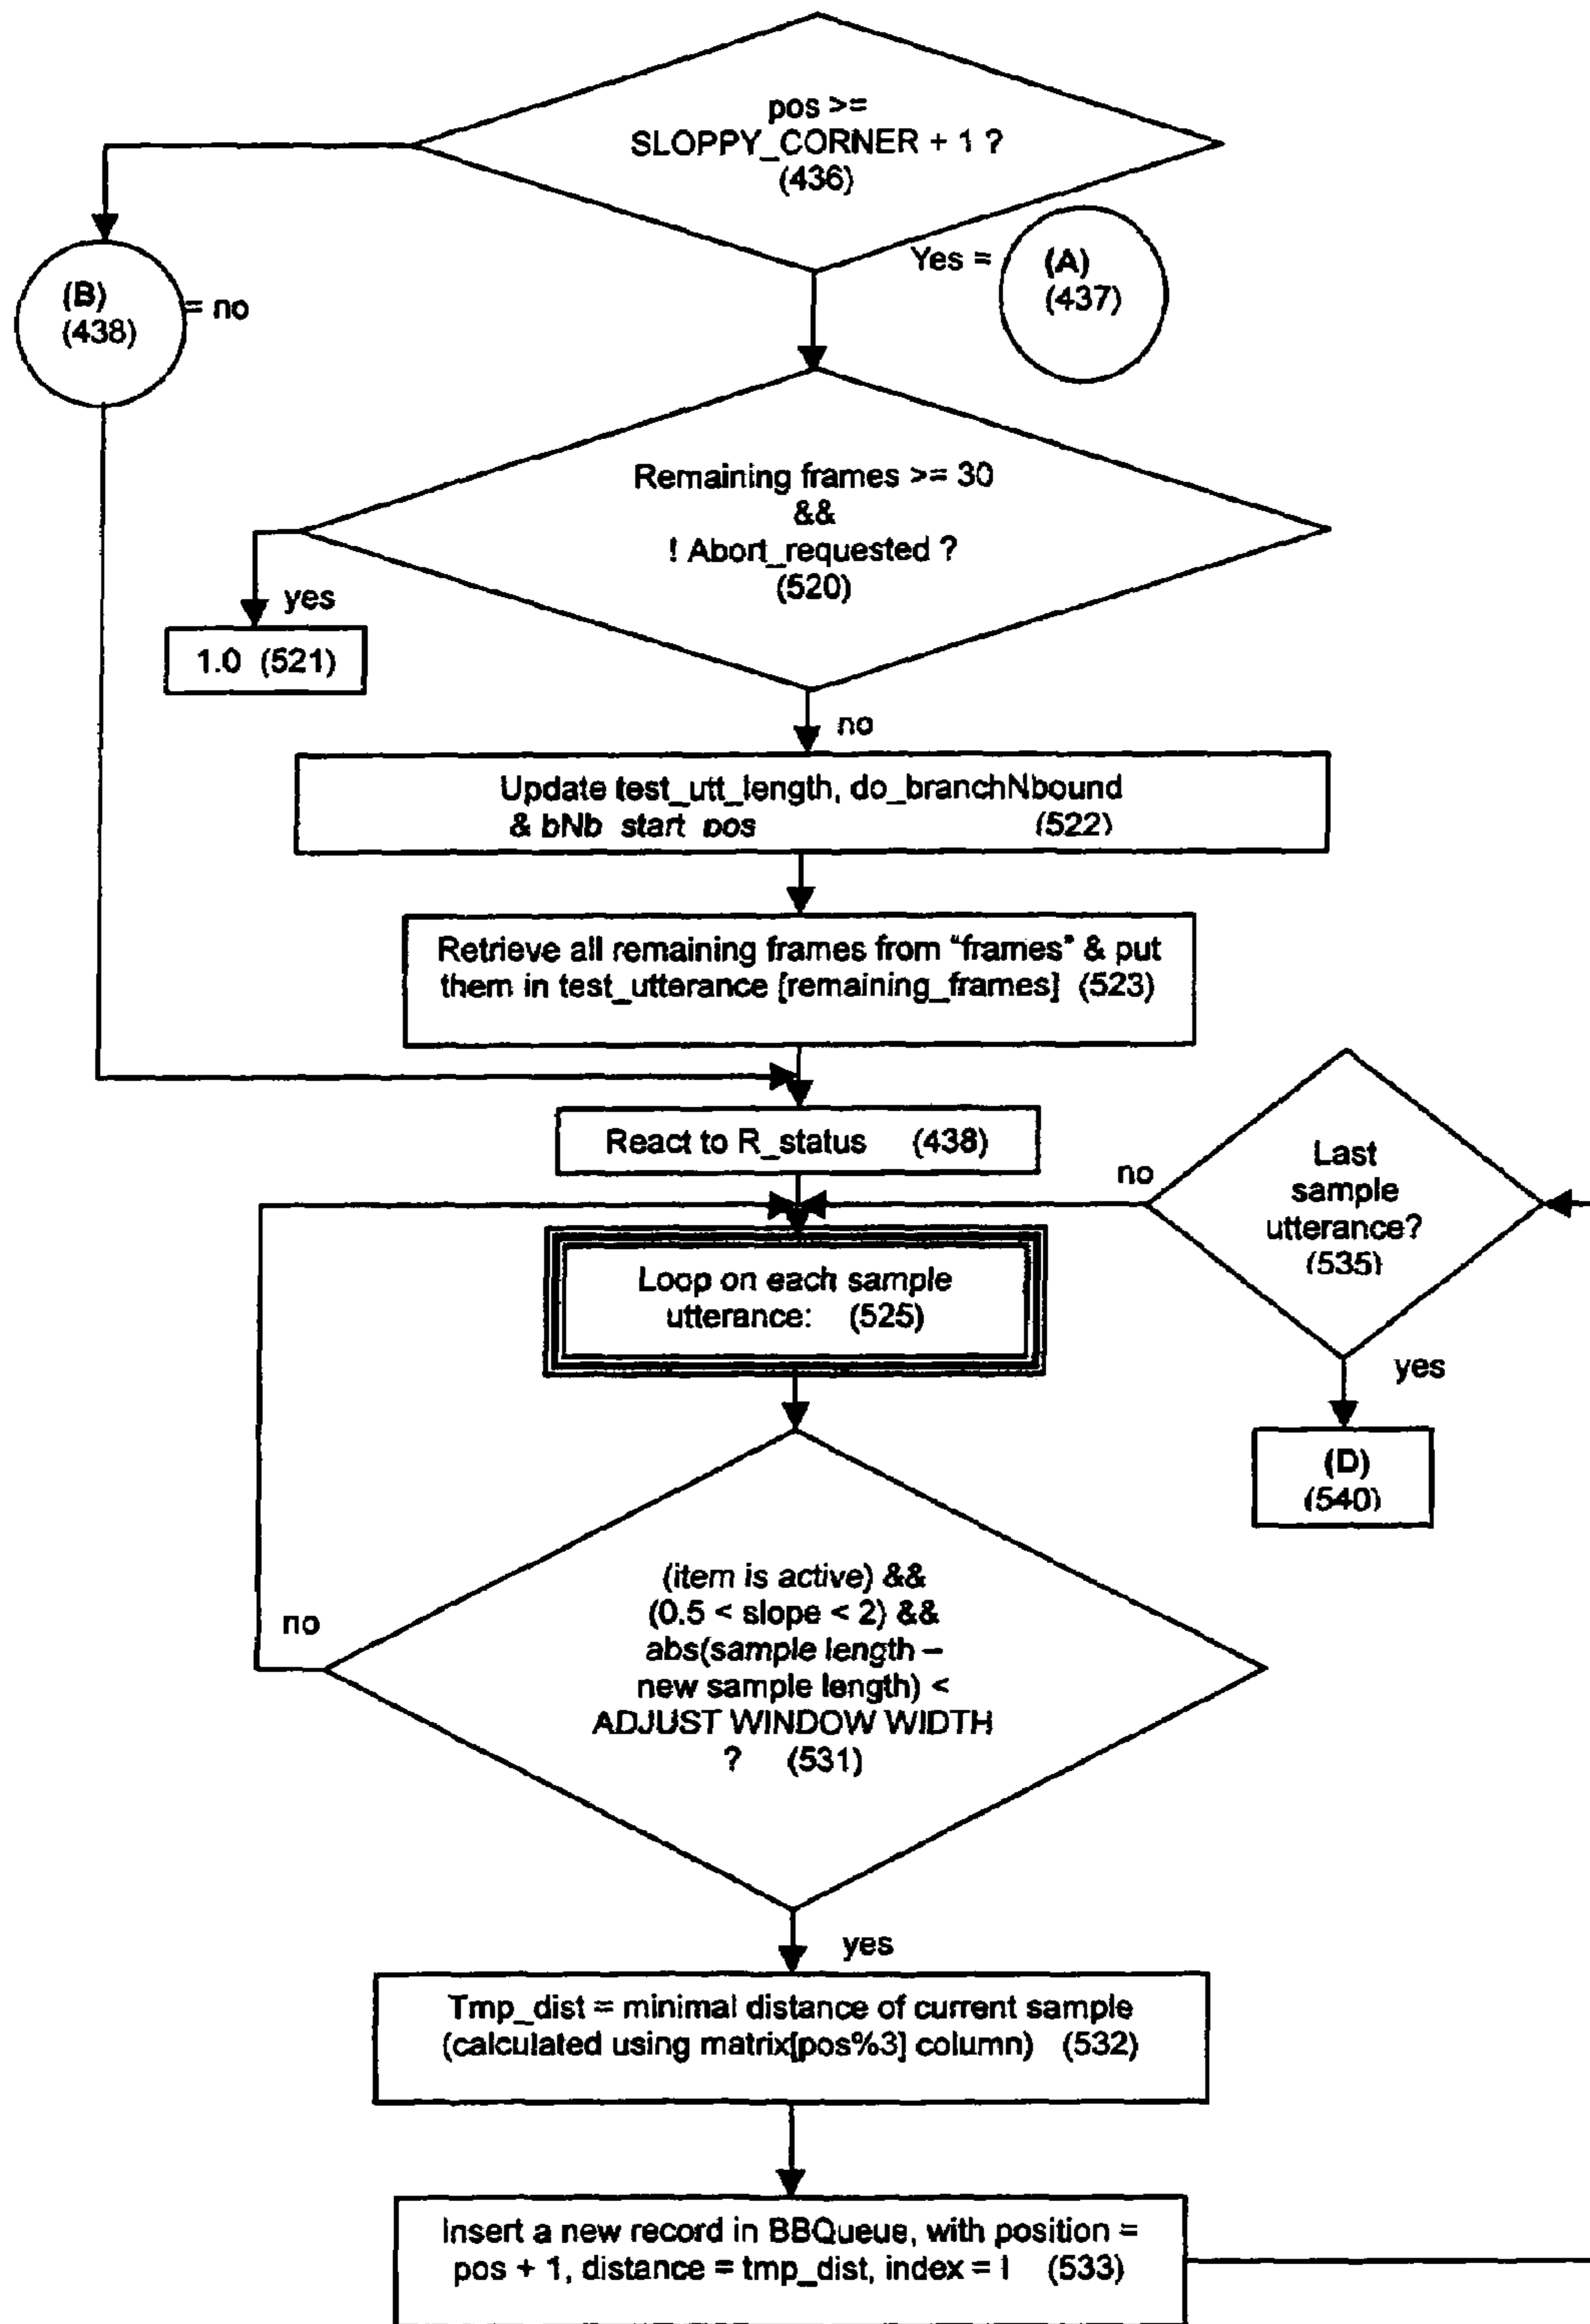 pos >=
SLOPPY_CORNER + 1 ?
(436)
Yes =
(A)
(437)
(B)
(438)
= no
Remaining frames >= 30
&&
! Abort_requested ?
(520)
yes
1.0 (521)
no
Update test_utt_length, do_branchNbound
& bNb_start_pos (522)
Retrieve all remaining frames from "frames" & put
them in test_utterance [remaining_frames] (523)
React to R_status (438)
no
Last
sample
utterance?
(535)
Loop on each sample
utterance: (525)
yes
(D)
(540)
(item is active) &&
(0.5 < slope < 2) &&
abs(sample length –
new sample length) <
ADJUST WINDOW WIDTH
? (531)
no
yes
Tmp_dist = minimal distance of current sample
(calculated using matrix[pos%3] column) (532)
Insert a new record in BBQueue, with position =
pos + 1, distance = tmp_dist, index = I (533)